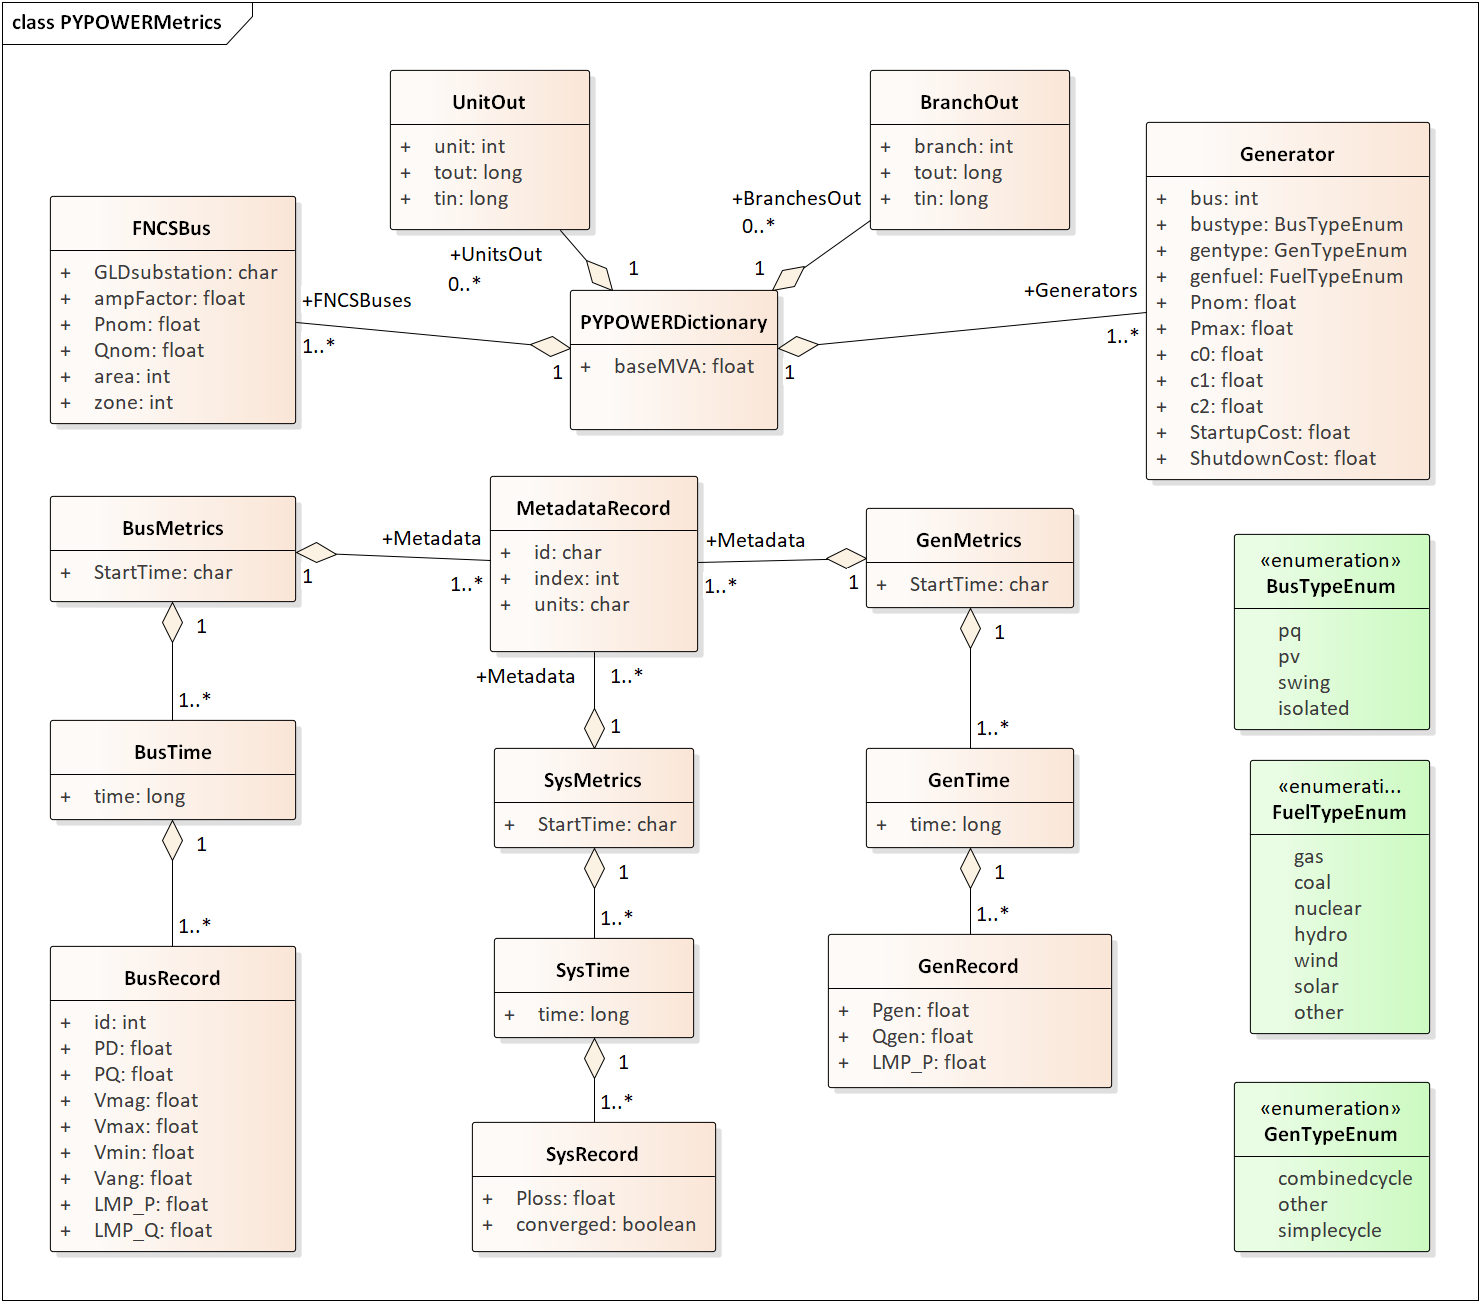 class PYPOWERMetrics
UnitOut
+ unit: int
+ tout: long
+ tin: long
BranchOut
+ branch: int
+ tout: long
+ tin: long
Generator
+ bus: int
+ bustype: BusTypeEnum
+ gentype: GenTypeEnum
+ genfuel: FuelTypeEnum
+ Pnom: float
+ Pmax: float
+ c0: float
+ c1: float
+ c2: float
+ StartupCost: float
+ ShutdownCost: float
FNCSBus
+ GLDsubstation: char
+ ampFactor: float
+ Pnom: float
+ Qnom: float
+ area: int
+ zone: int
+UnitsOut
0..*
1
+BranchesOut
0..*
1
+FNCSBuses
1..*
1
+Generators
1..*
1
PYPOWERDictionary
+ baseMVA: float
BusMetrics
+ StartTime: char
1
+Metadata
1..*
MetadataRecord
+ id: char
+ index: int
+ units: char
+Metadata
1..*
1
GenMetrics
+ StartTime: char
«enumeration»
BusTypeEnum
pq
pv
swing
isolated
1
1..*
+Metadata
1..*
1
1
1..*
BusTime
+ time: long
SysMetrics
+ StartTime: char
GenTime
+ time: long
«enumerati...
FuelTypeEnum
gas
coal
nuclear
hydro
wind
solar
other
1
1..*
1
1..*
1
1..*
BusRecord
+ id: int
+ PD: float
+ PQ: float
+ Vmag: float
+ Vmax: float
+ Vmin: float
+ Vang: float
+ LMP_P: float
+ LMP_Q: float
SysTime
+ time: long
1
1..*
SysRecord
+ Ploss: float
+ converged: boolean
GenRecord
+ Pgen: float
+ Qgen: float
+ LMP_P: float
«enumeration»
GenTypeEnum
combinedcycle
other
simplecycle